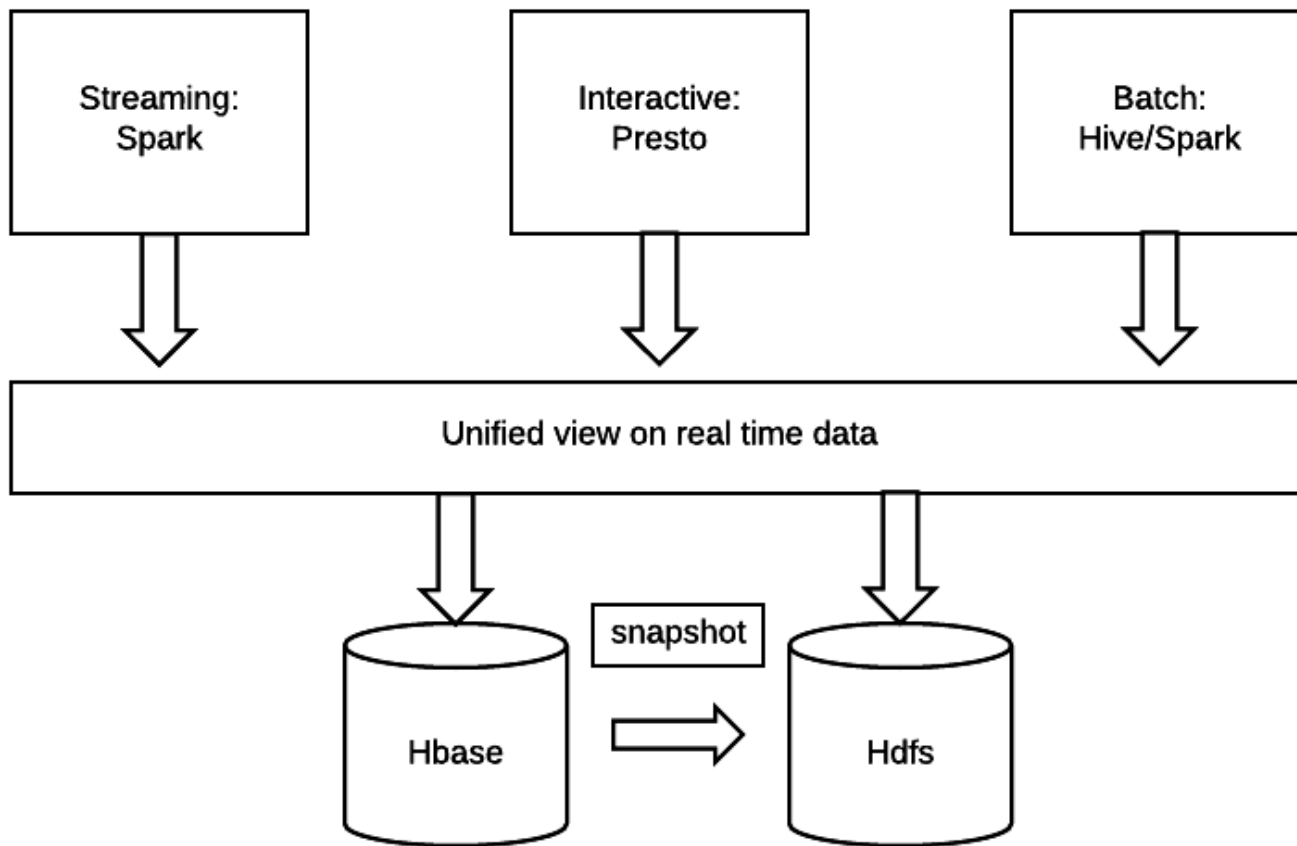 Streaming:
Spark
Interactive:
Presto
Batch:
Hive/Spark
Unified view on real time data
snapshot
Hbase
Hdfs